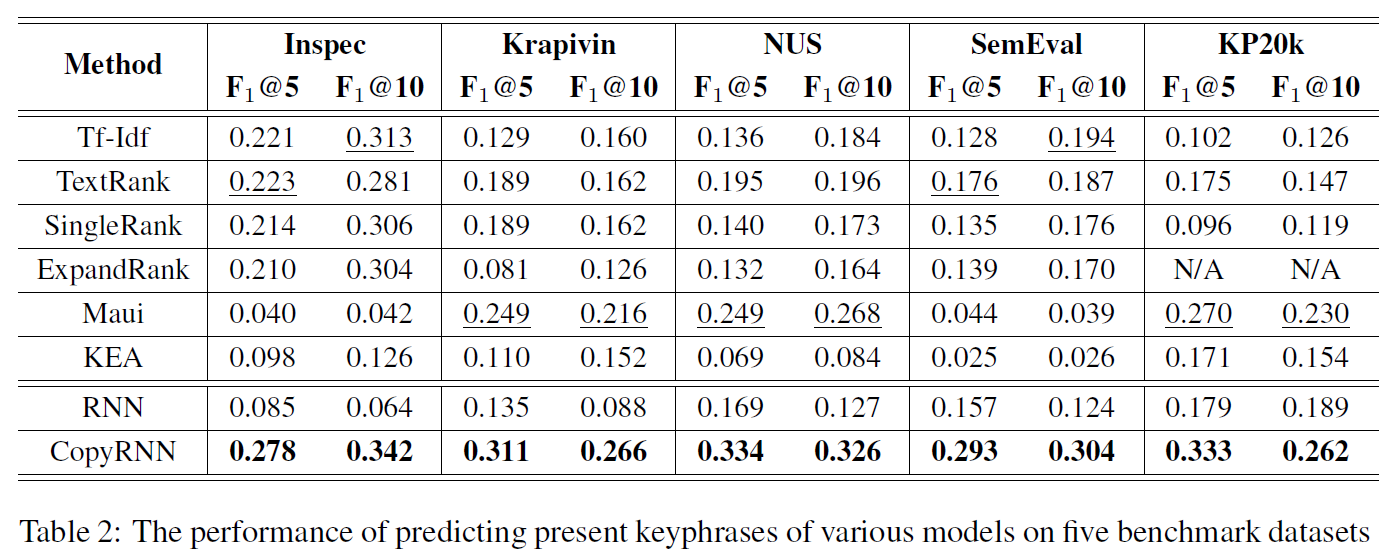 Method Inspec Krapivin NUS SemEval KP20k
F₁@5 F₁@10 F₁@5 F₁@10 F₁@5 F₁@10 F₁@5 F₁@10 F₁@5 F₁@10
Tf-Idf 0.221 0.313 0.129 0.160 0.136 0.184 0.128 0.194 0.102 0.126
TextRank 0.223 0.281 0.189 0.162 0.195 0.196 0.176 0.187 0.175 0.147
SingleRank 0.214 0.306 0.189 0.162 0.140 0.173 0.135 0.176 0.096 0.119
ExpandRank 0.210 0.304 0.081 0.126 0.132 0.164 0.139 0.170 N/A N/A
Maui 0.040 0.042 0.249 0.216 0.249 0.268 0.044 0.039 0.270 0.230
KEA 0.098 0.126 0.110 0.152 0.069 0.084 0.025 0.026 0.171 0.154
RNN 0.085 0.064 0.135 0.088 0.169 0.127 0.157 0.124 0.179 0.189
CopyRNN 0.278 0.342 0.311 0.266 0.334 0.326 0.293 0.304 0.333 0.262
Table 2: The performance of predicting present keyphrases of various models on five benchmark datasets